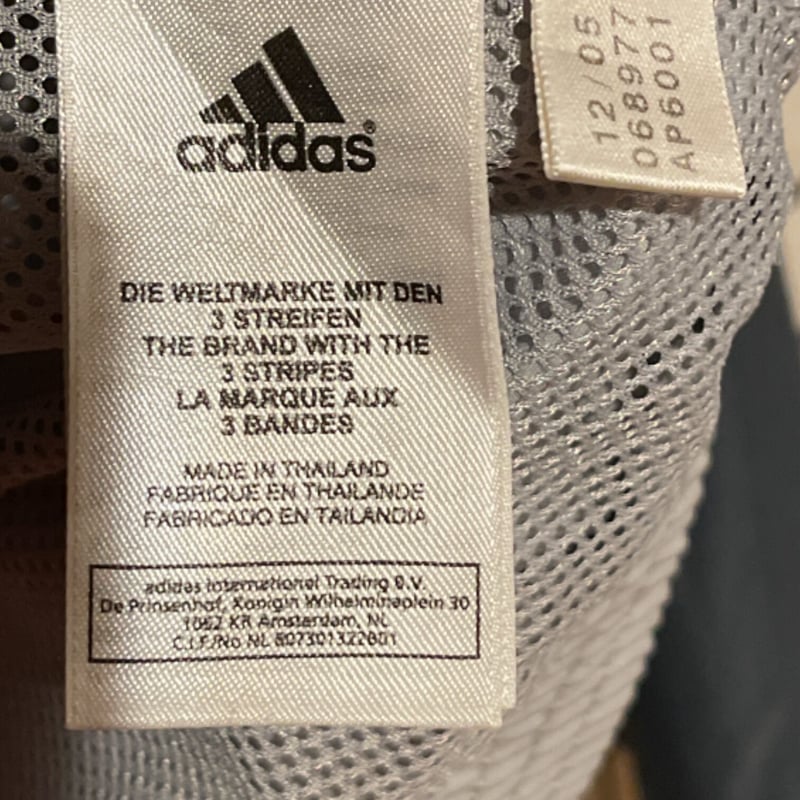 adidas®
DIE WELTMARKE MIT DEN
3 STREIFEN
THE BRAND WITH THE
3 STRIPES
LA MARQUE AUX
3 BANDES
MADE IN THAILAND
FABRIQUE EN THAILANDE
FABRICADO EN TAILANDIA
adidas International Trading B.V.
De Prinsenhof, Konigin Wilhelminaplein 30
1062 KR Amsterdam, NL
C.I.F./No NL 807301322B01
12/05
068977
AP6001